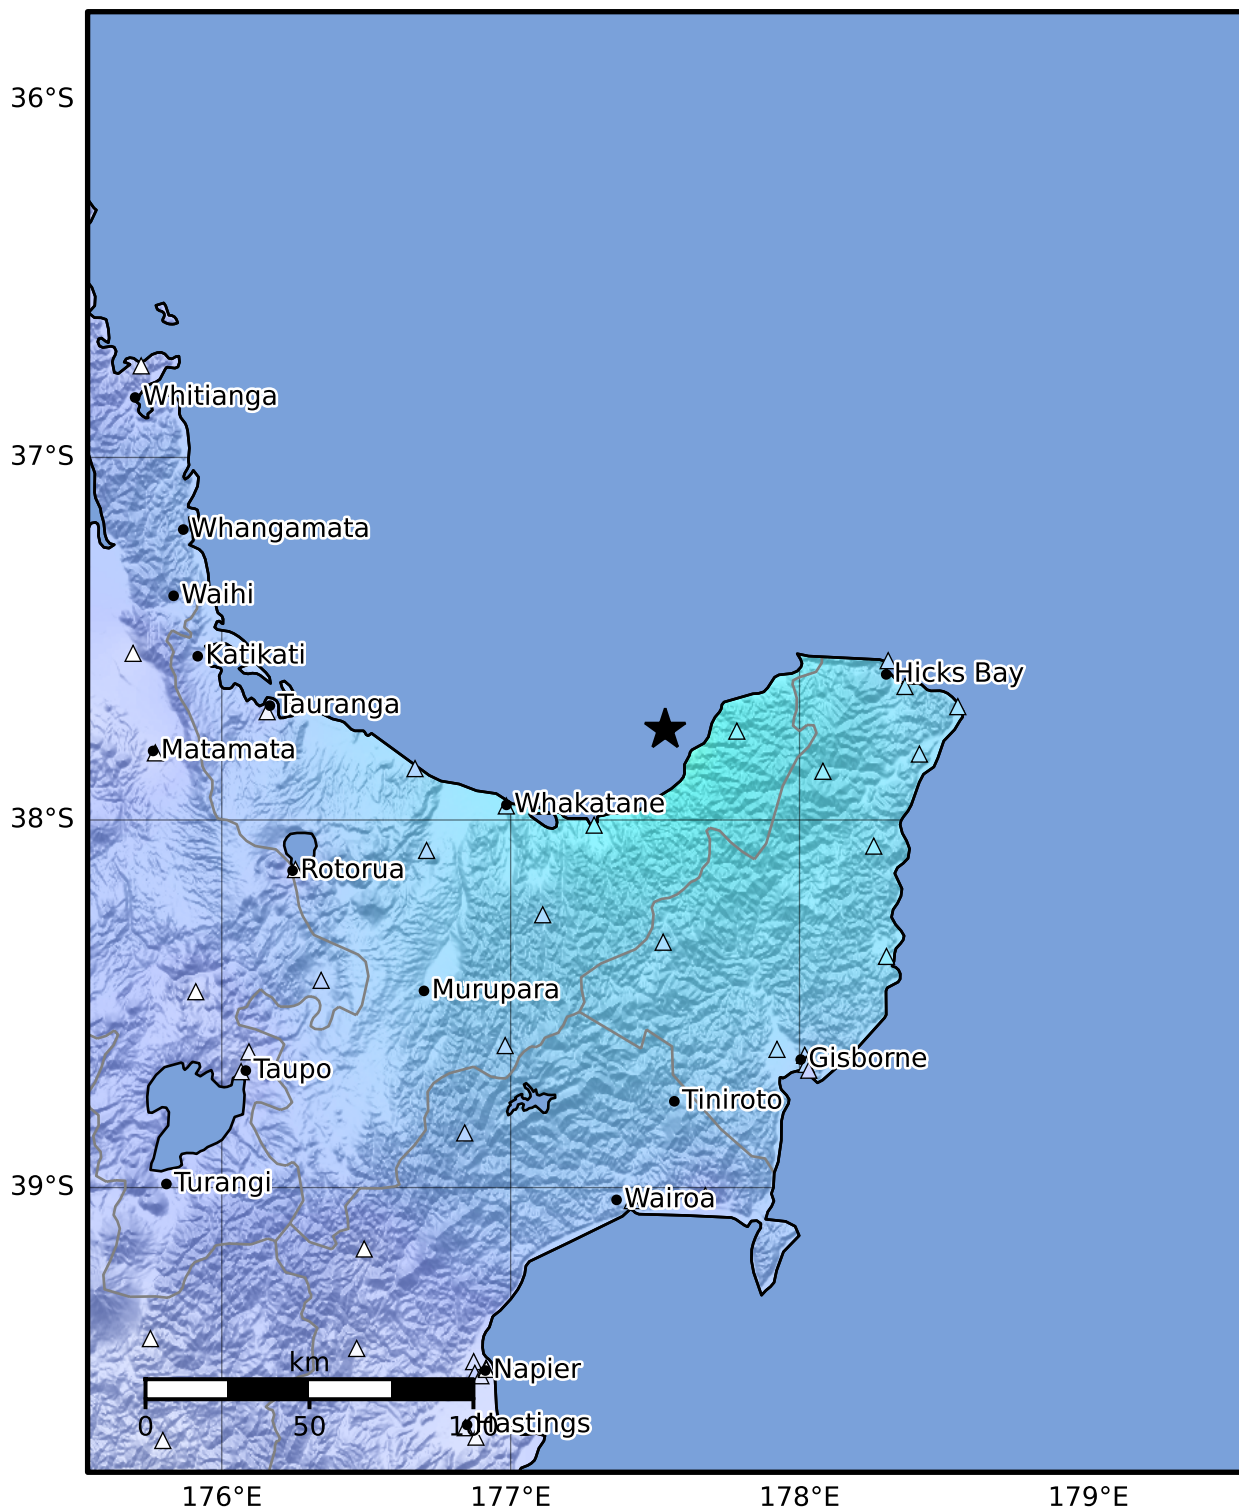 36°S
Whitianga
37°S
Whangamata
Waihi
Katikati
Hicks Bay
Tauranga
Matamata
Whakatane
38°S
Rotorua
Murupara
Gisborne
Taupo
Tiniroto
39°S
Turangi
Wairoa
km
Napier
0 50 100
Hastings
176°E 177°E 178°E 179°E